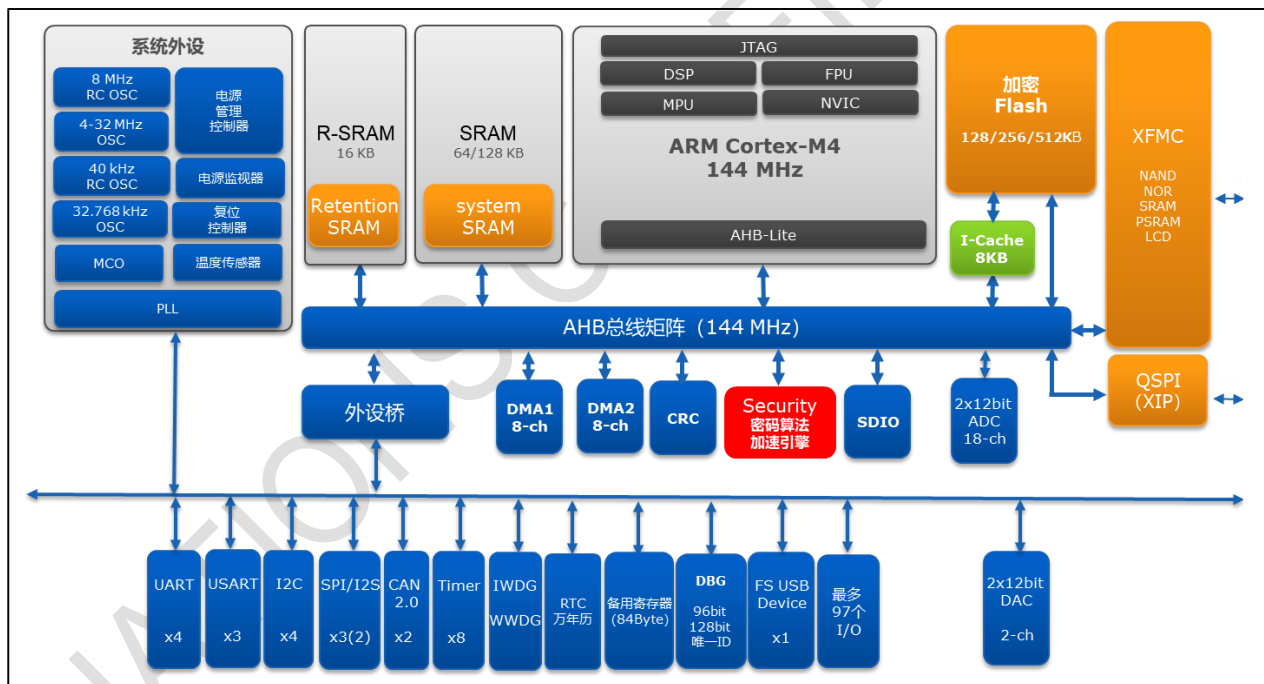 系统外设
8 MHz
RC OSC
4-32 MHz
OSC
40 kHz
RC OSC
32.768 kHz
OSC
MCO
PLL
电源
管理
控制器
电源监视器
复位
控制器
温度传感器
R-SRAM
16 KB
Retention
SRAM
SRAM
64/128 KB
system
SRAM
JTAG
DSP
FPU
MPU
NVIC
ARM Cortex-M4
144 MHz
AHB-Lite
加密
Flash
128/256/512KB
I-Cache
8KB
XFMC
NAND
NOR
SRAM
PSRAM
LCD
AHB总线矩阵（144 MHz）
外设桥
DMA1
8-ch
DMA2
8-ch
CRC
Security
密码算法
加速引擎
SDIO
2x12bit
ADC
18-ch
QSPI
（XIP）
UART
x4
USART
x3
I2C
x4
SPI/I2S
x3(2)
CAN
2.0
x2
Timer
x8
IWDG
WWDG
RTC
万年历
备用寄存器
(84Byte)
DBG
96bit
128bit
唯一ID
FS USB
Device
x1
最多
97个
I/O
2x12bit
DAC
2-ch